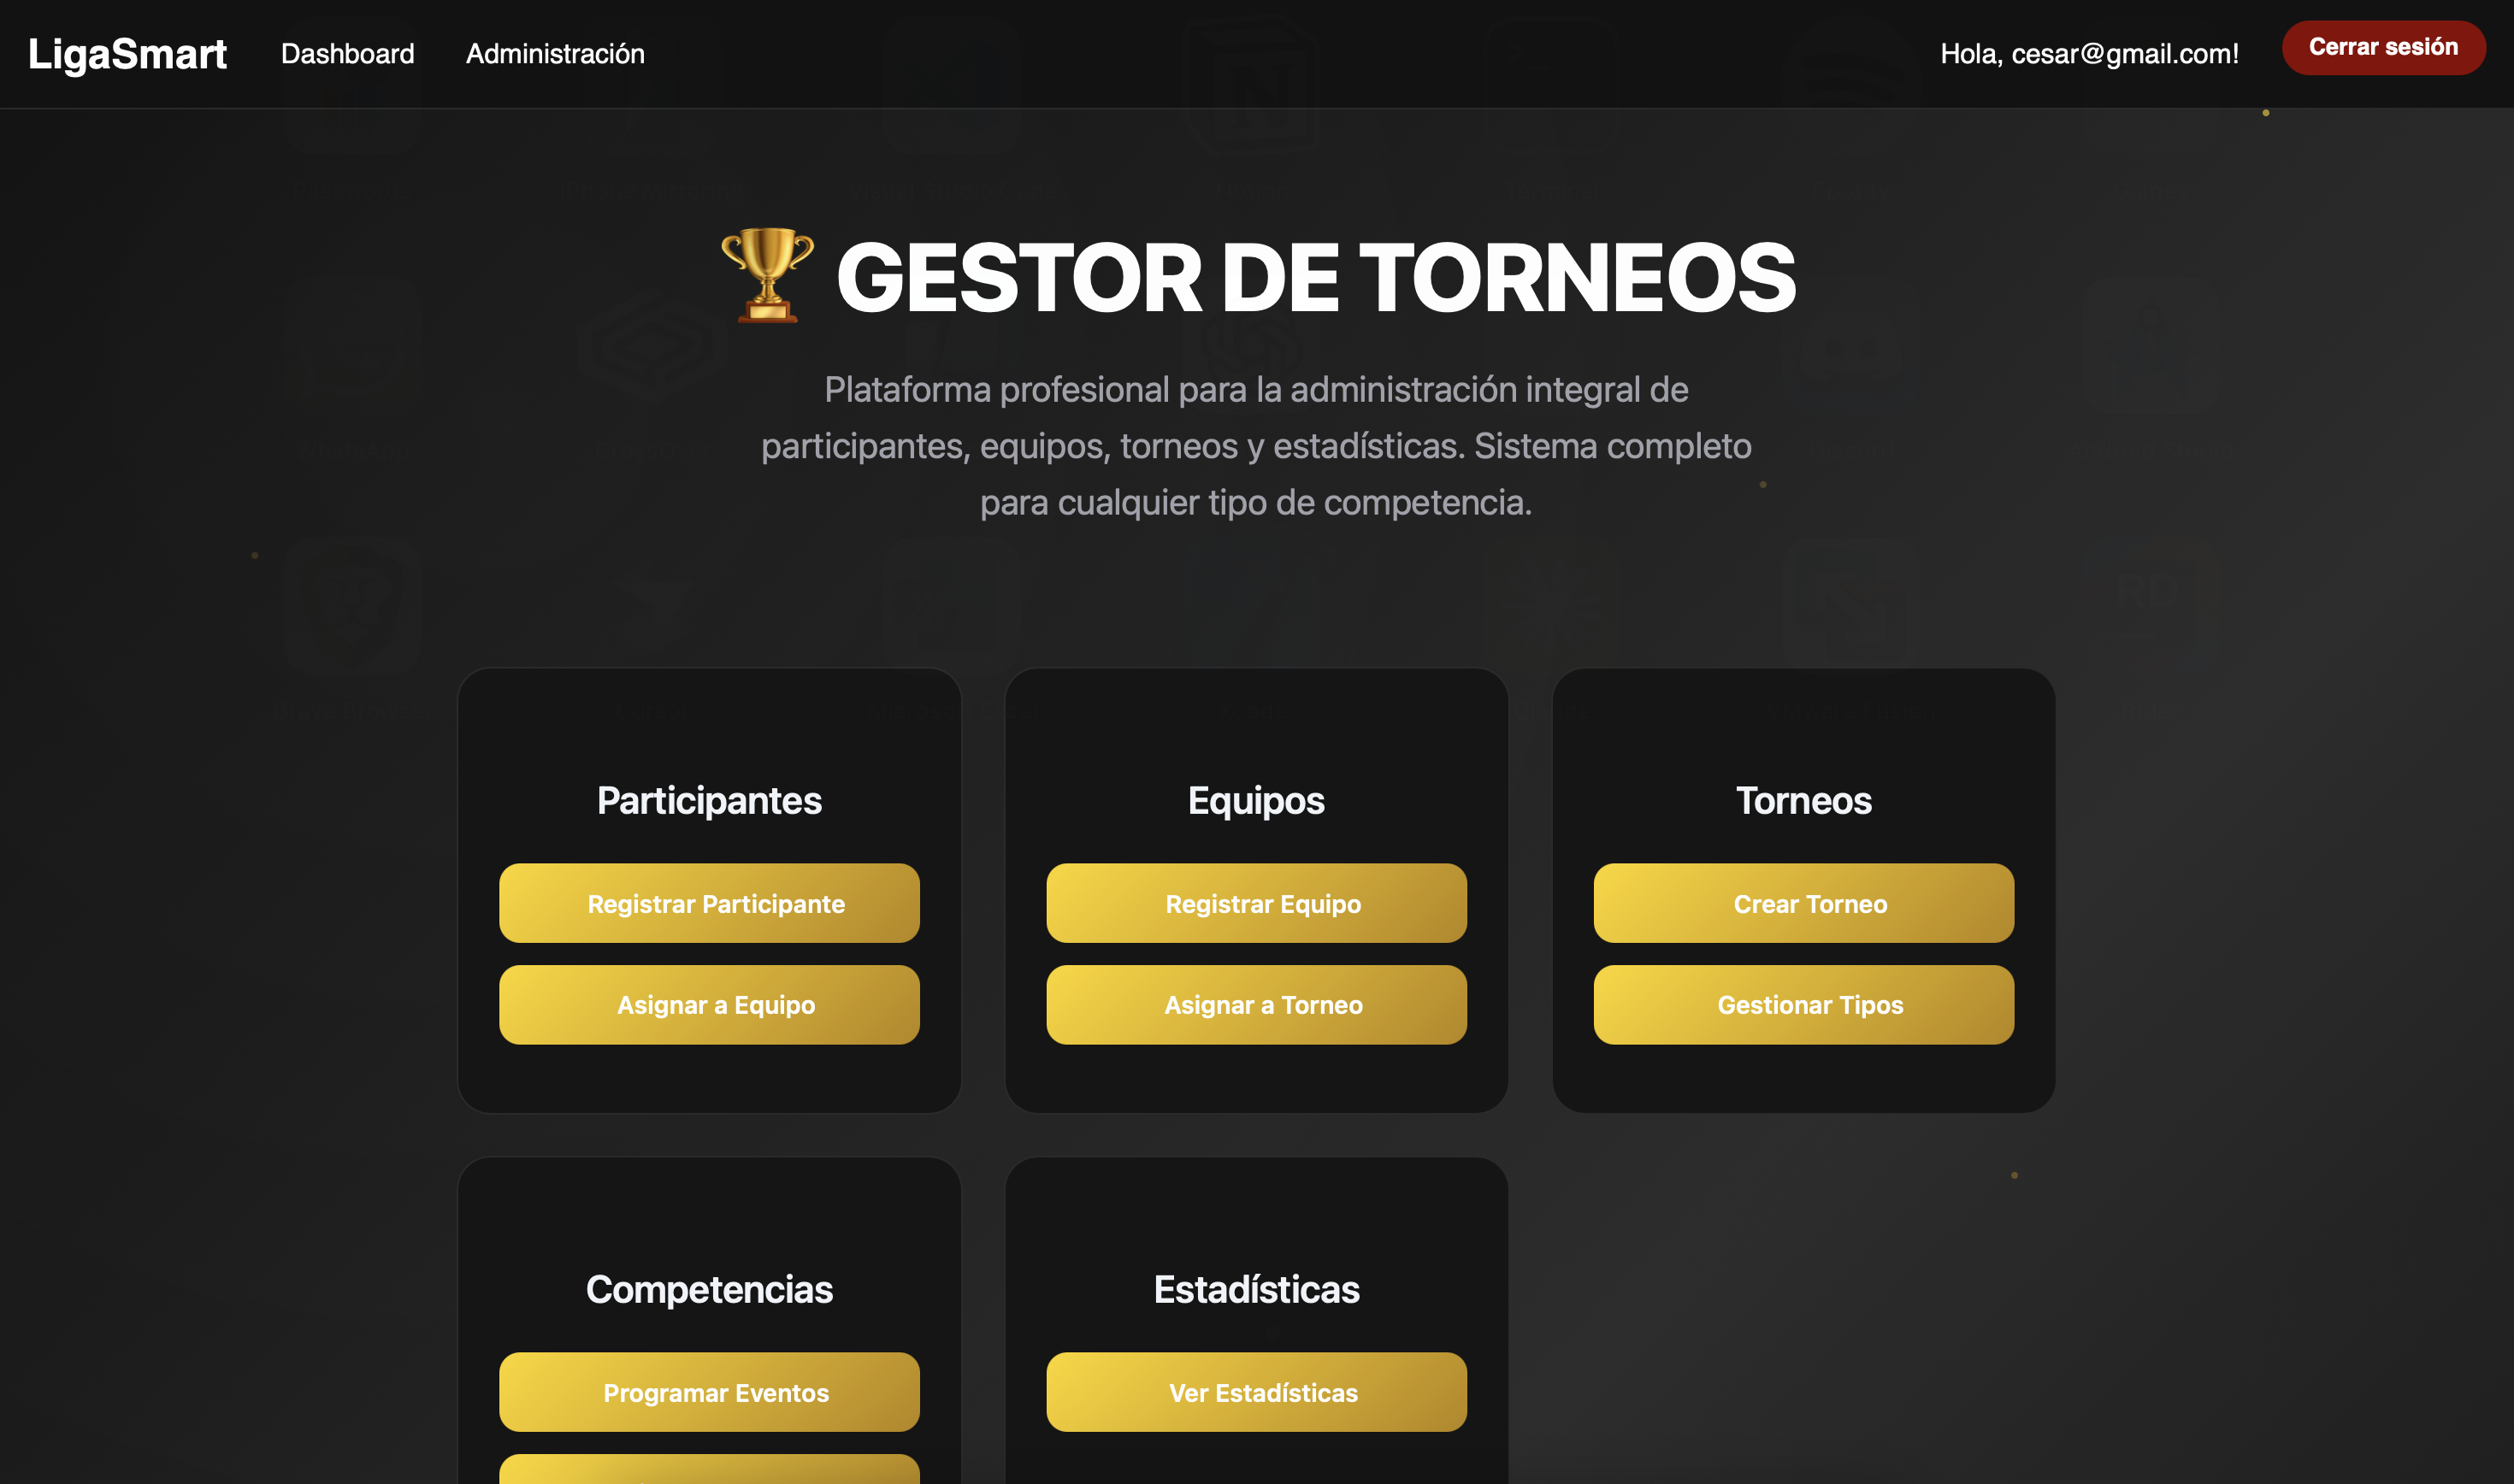 LigaSmart
Dashboard
Administración
Hola, cesar@gmail.com!
Cerrar sesión
🏆 GESTOR DE TORNEOS
Plataforma profesional para la administración integral de
participantes, equipos, torneos y estadísticas. Sistema completo
para cualquier tipo de competencia.
Participantes
Registrar Participante
Asignar a Equipo
Equipos
Registrar Equipo
Asignar a Torneo
Torneos
Crear Torneo
Gestionar Tipos
Competencias
Programar Eventos
Estadísticas
Ver Estadísticas